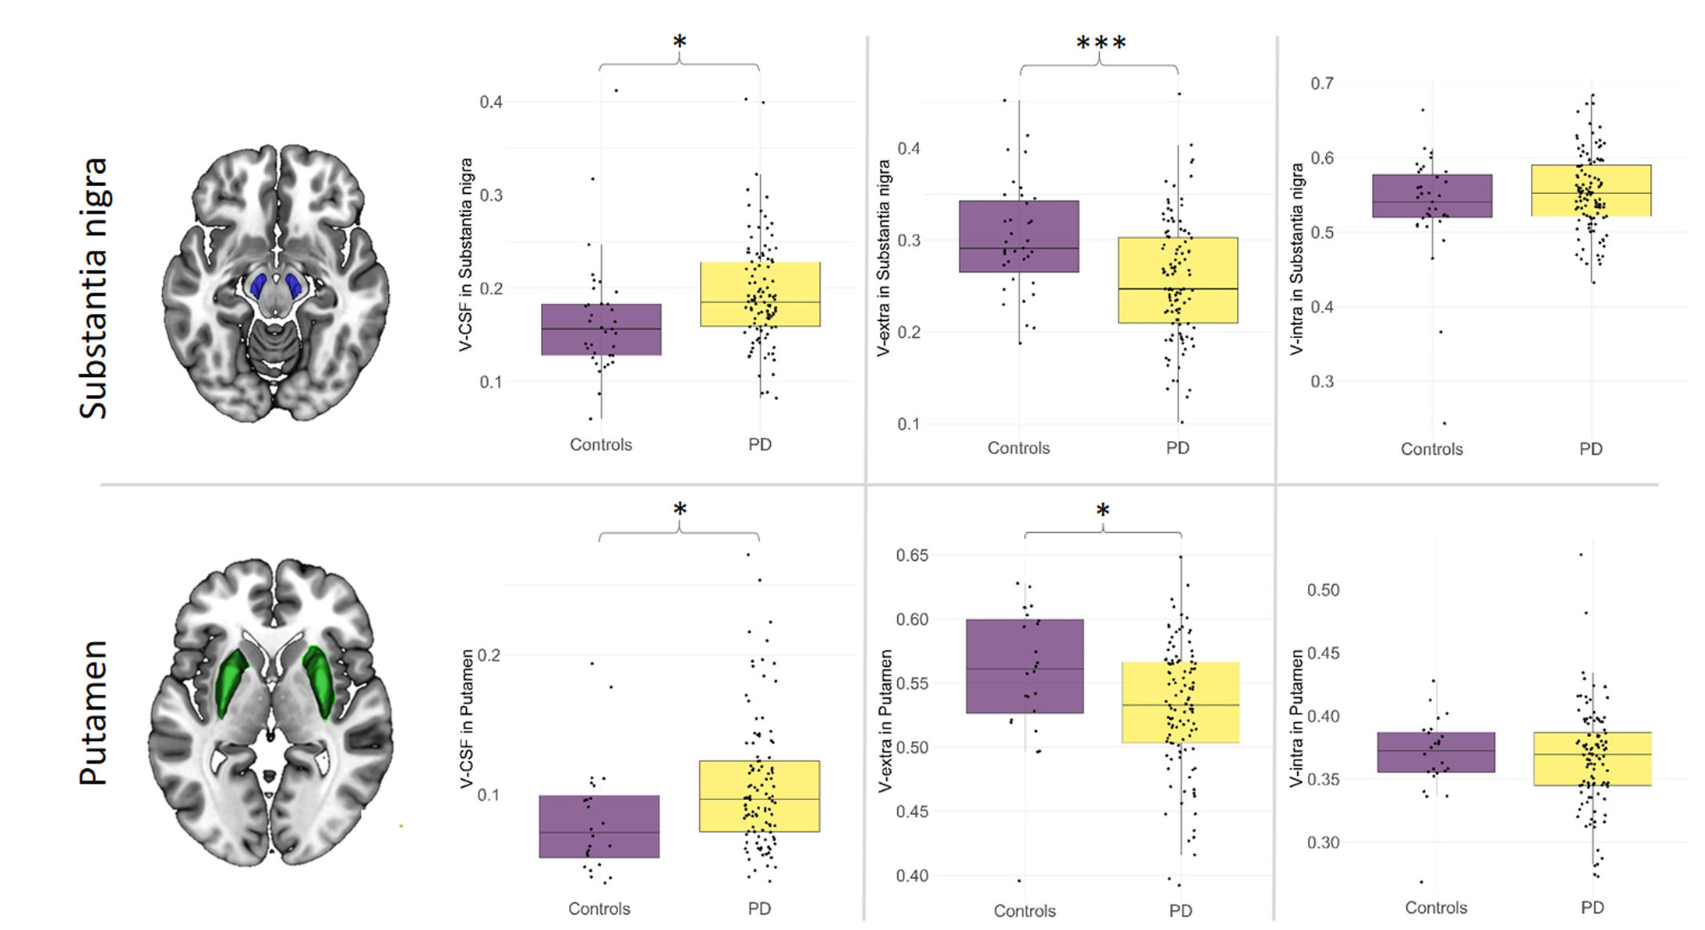 Substantia nigra
*
V-CSF in Substantia nigra
0.4
0.3
0.2
0.1
Controls PD
***
V-extra in Substantia nigra
0.4
0.3
0.2
0.1
Controls PD
V-intra in Substantia nigra
0.7
0.6
0.5
0.4
0.3
Controls PD
Putamen
*
V-CSF in Putamen
0.2
0.1
Controls PD
*
V-extra in Putamen
0.65
0.60
0.55
0.50
0.45
0.40
Controls PD
V-intra in Putamen
0.50
0.45
0.40
0.35
0.30
Controls PD